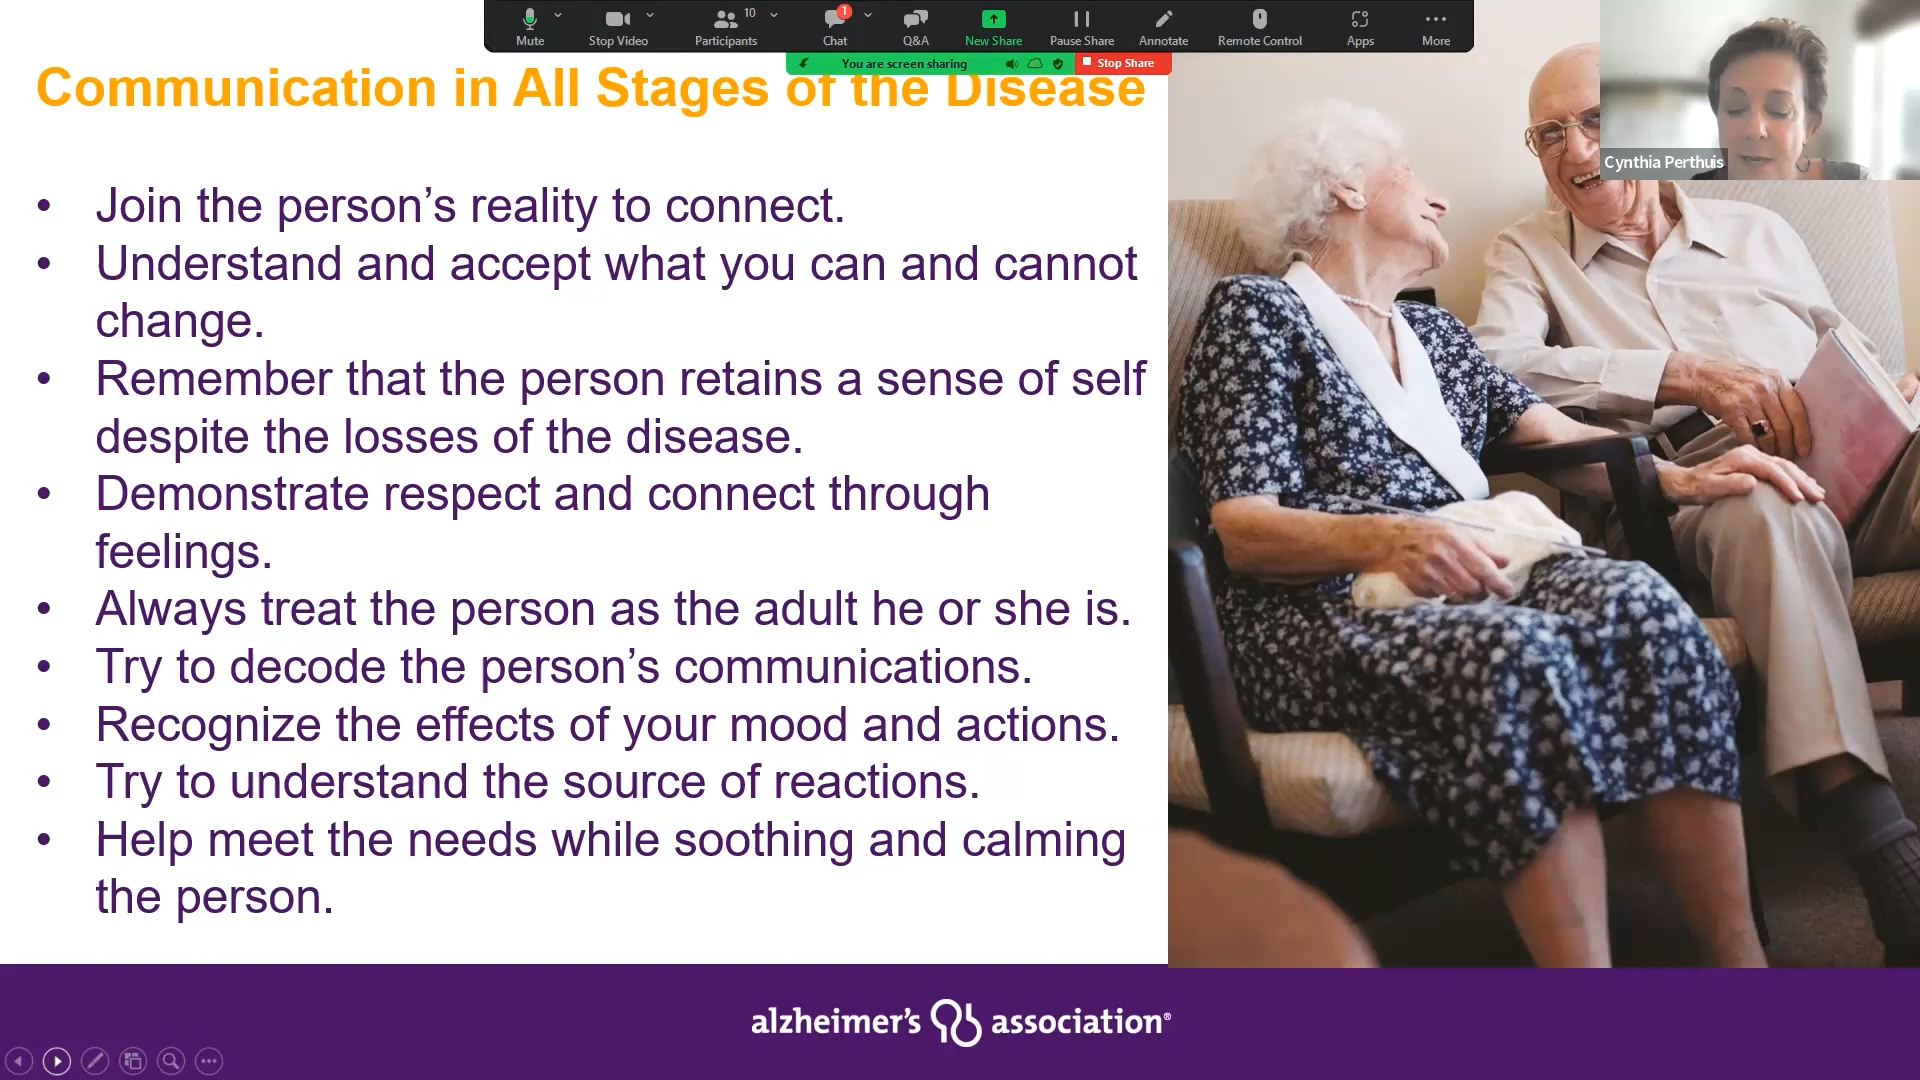 Mute
Stop Video
Participants
10
Chat
1
Q&A
New Share
Pause Share
Annotate
Remote Control
Apps
More
You are screen sharing
Stop Share
Cynthia Perthuis
Communication in All Stages of the Disease
• Join the person’s reality to connect.
• Understand and accept what you can and cannot
change.
• Remember that the person retains a sense of self
despite the losses of the disease.
• Demonstrate respect and connect through
feelings.
• Always treat the person as the adult he or she is.
• Try to decode the person’s communications.
• Recognize the effects of your mood and actions.
• Try to understand the source of reactions.
• Help meet the needs while soothing and calming
the person.
alzheimer’s association®